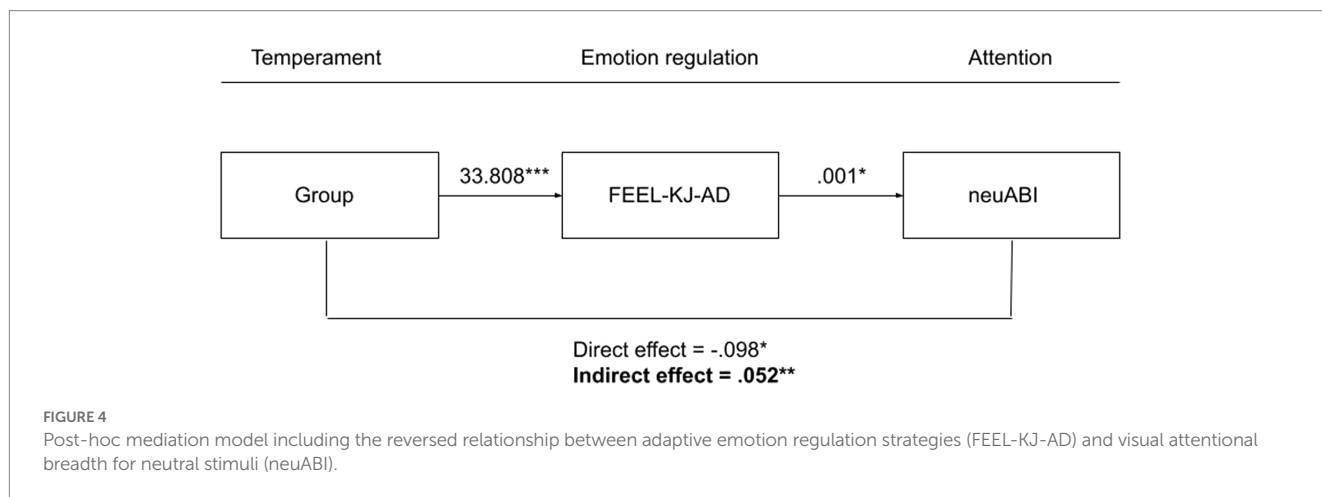 Temperament Emotion regulation Attention
33.808*** .001*
Group FEEL-KJ-AD neuABI
Direct effect = -.098*
Indirect effect = .052**
FIGURE 4
Post-hoc mediation model including the reversed relationship between adaptive emotion regulation strategies (FEEL-KJ-AD) and visual attentional
breadth for neutral stimuli (neuABI).